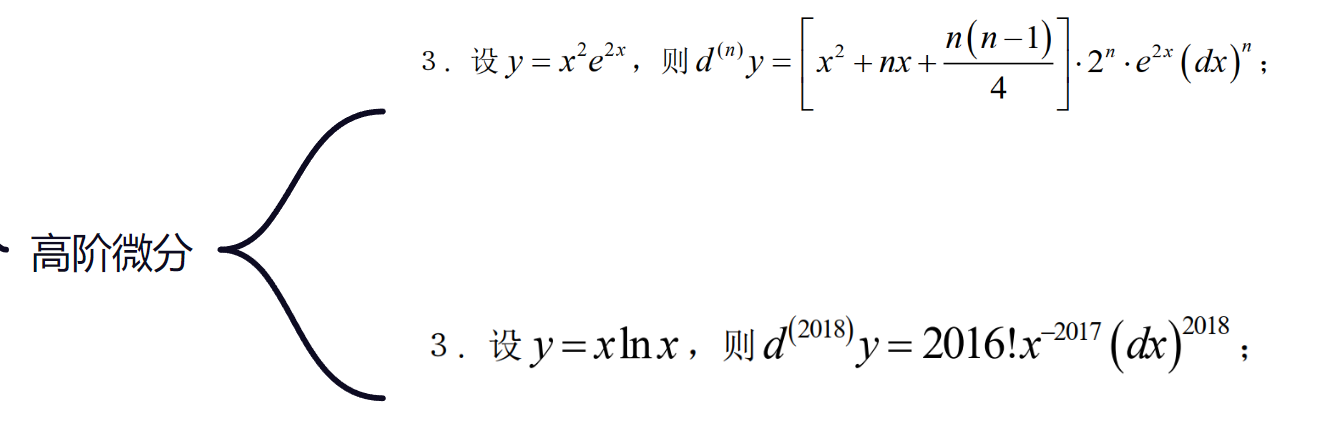 3．设 y = x²e²ˣ，则 d⁽ⁿ⁾y = [x² + nx + n(n−1)/4]·2ⁿ·e²ˣ(dx)ⁿ；
高阶微分
3．设 y = x ln x，则 d⁽²⁰¹⁸⁾y = 2016!x⁻²⁰¹⁷(dx)²⁰¹⁸；